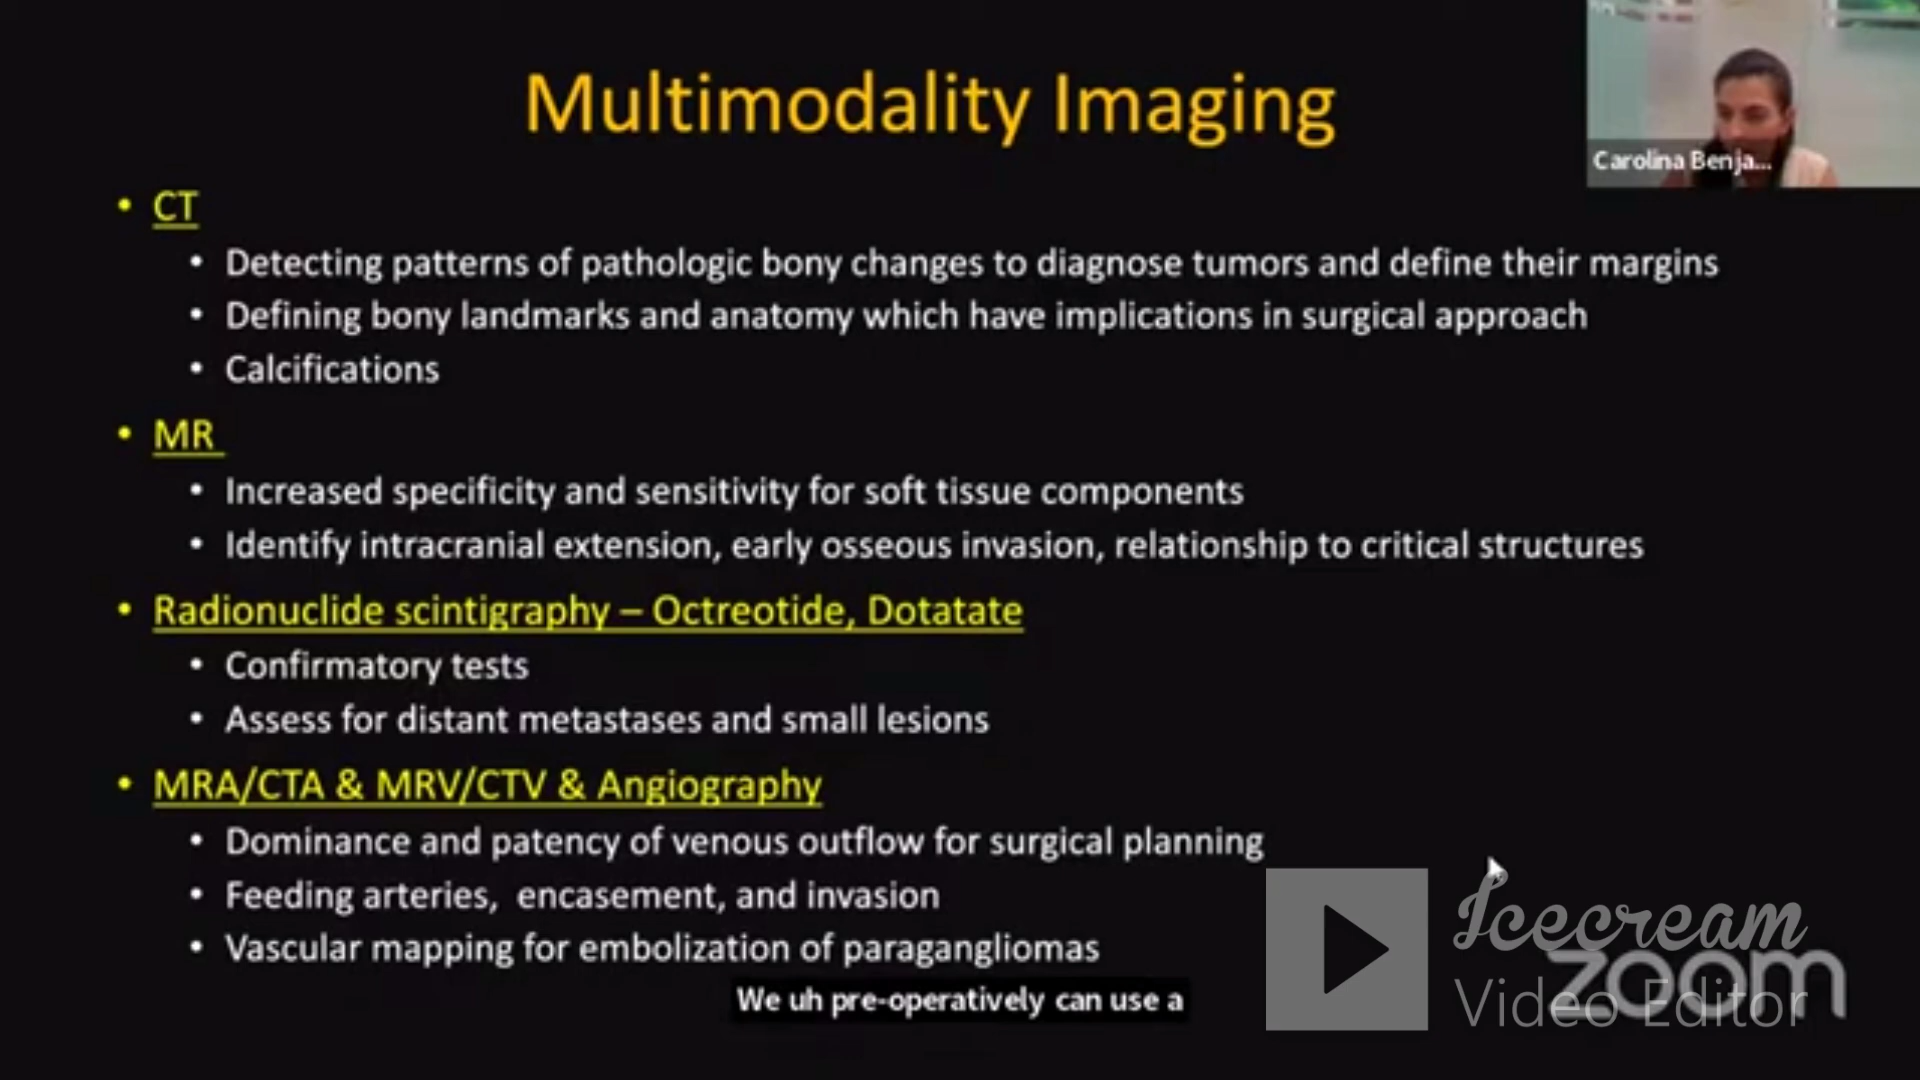 Multimodality Imaging
Carolina Benja...
• CT
• Detecting patterns of pathologic bony changes to diagnose tumors and define their margins
• Defining bony landmarks and anatomy which have implications in surgical approach
• Calcifications
• MR
• Increased specificity and sensitivity for soft tissue components
• Identify intracranial extension, early osseous invasion, relationship to critical structures
• Radionuclide scintigraphy – Octreotide, Dotatate
• Confirmatory tests
• Assess for distant metastases and small lesions
• MRA/CTA & MRV/CTV & Angiography
• Dominance and patency of venous outflow for surgical planning
• Feeding arteries,  encasement, and invasion
• Vascular mapping for embolization of paragangliomas
We uh pre-operatively can use a
Icecream
Video Editor
zoom